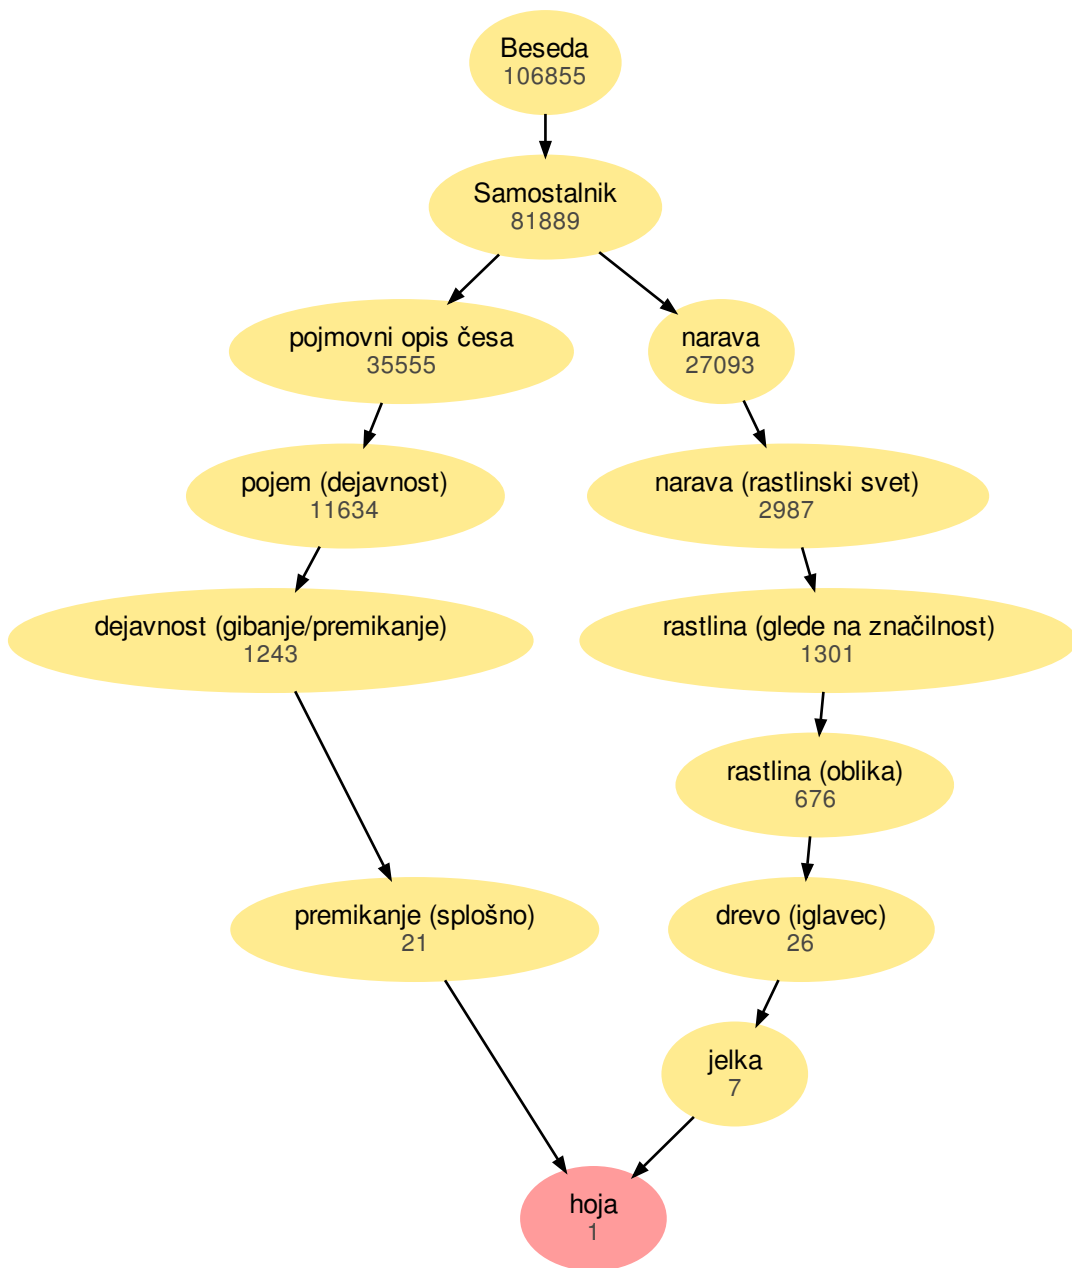 Beseda
106855
Samostalnik
81889
pojmovni opis česa
35555
narava
27093
pojem (dejavnost)
11634
narava (rastlinski svet)
2987
dejavnost (gibanje/premikanje)
1243
rastlina (glede na značilnost)
1301
rastlina (oblika)
676
premikanje (splošno)
21
drevo (iglavec)
26
jelka
7
hoja
1